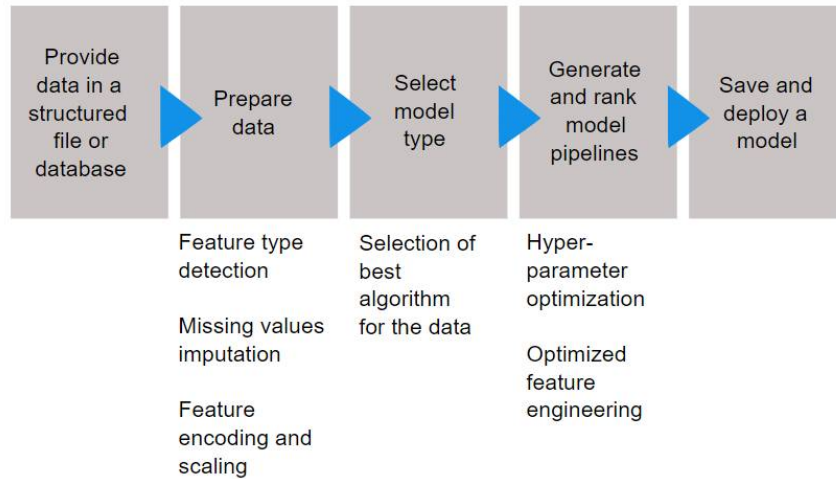 Provide
data in a
structured
file or
database
Prepare
data
Select
model
type
Generate
and rank
model
pipelines
Save and
deploy a
model
Feature type
detection
Missing values
imputation
Feature
encoding and
scaling
Selection of
best
algorithm
for the data
Hyper-
parameter
optimization
Optimized
feature
engineering